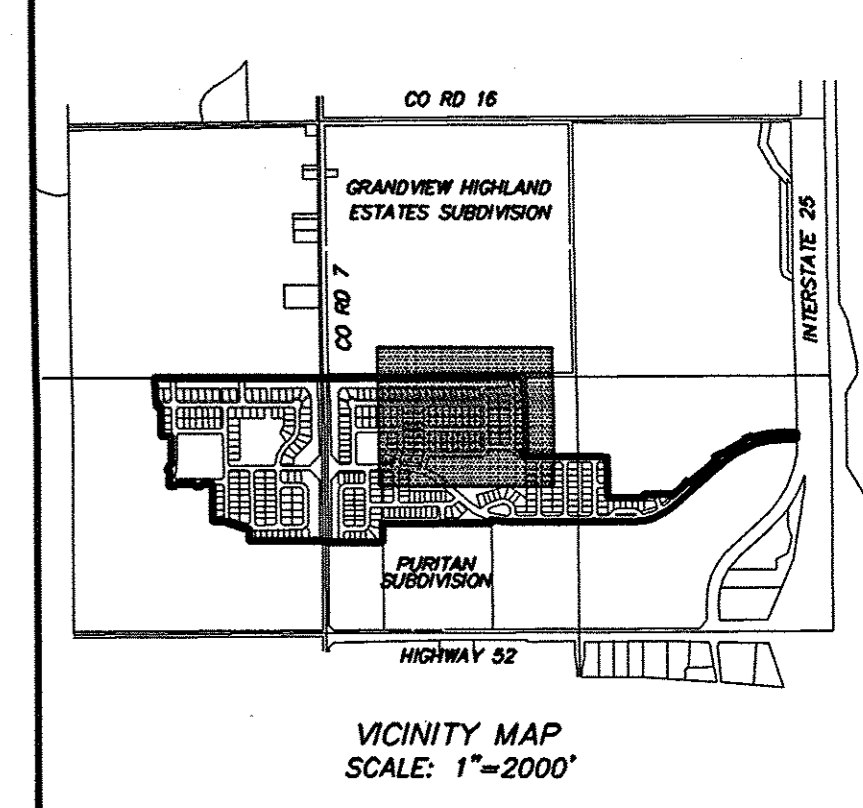 CO RD 16
GRANDVIEW HIGHLAND
ESTATES SUBDIVISION
INTERSTATE 25
CO RD 7
PURITAN
SUBDIVISION
HIGHWAY 52
VICINITY MAP
SCALE: 1"=2000'